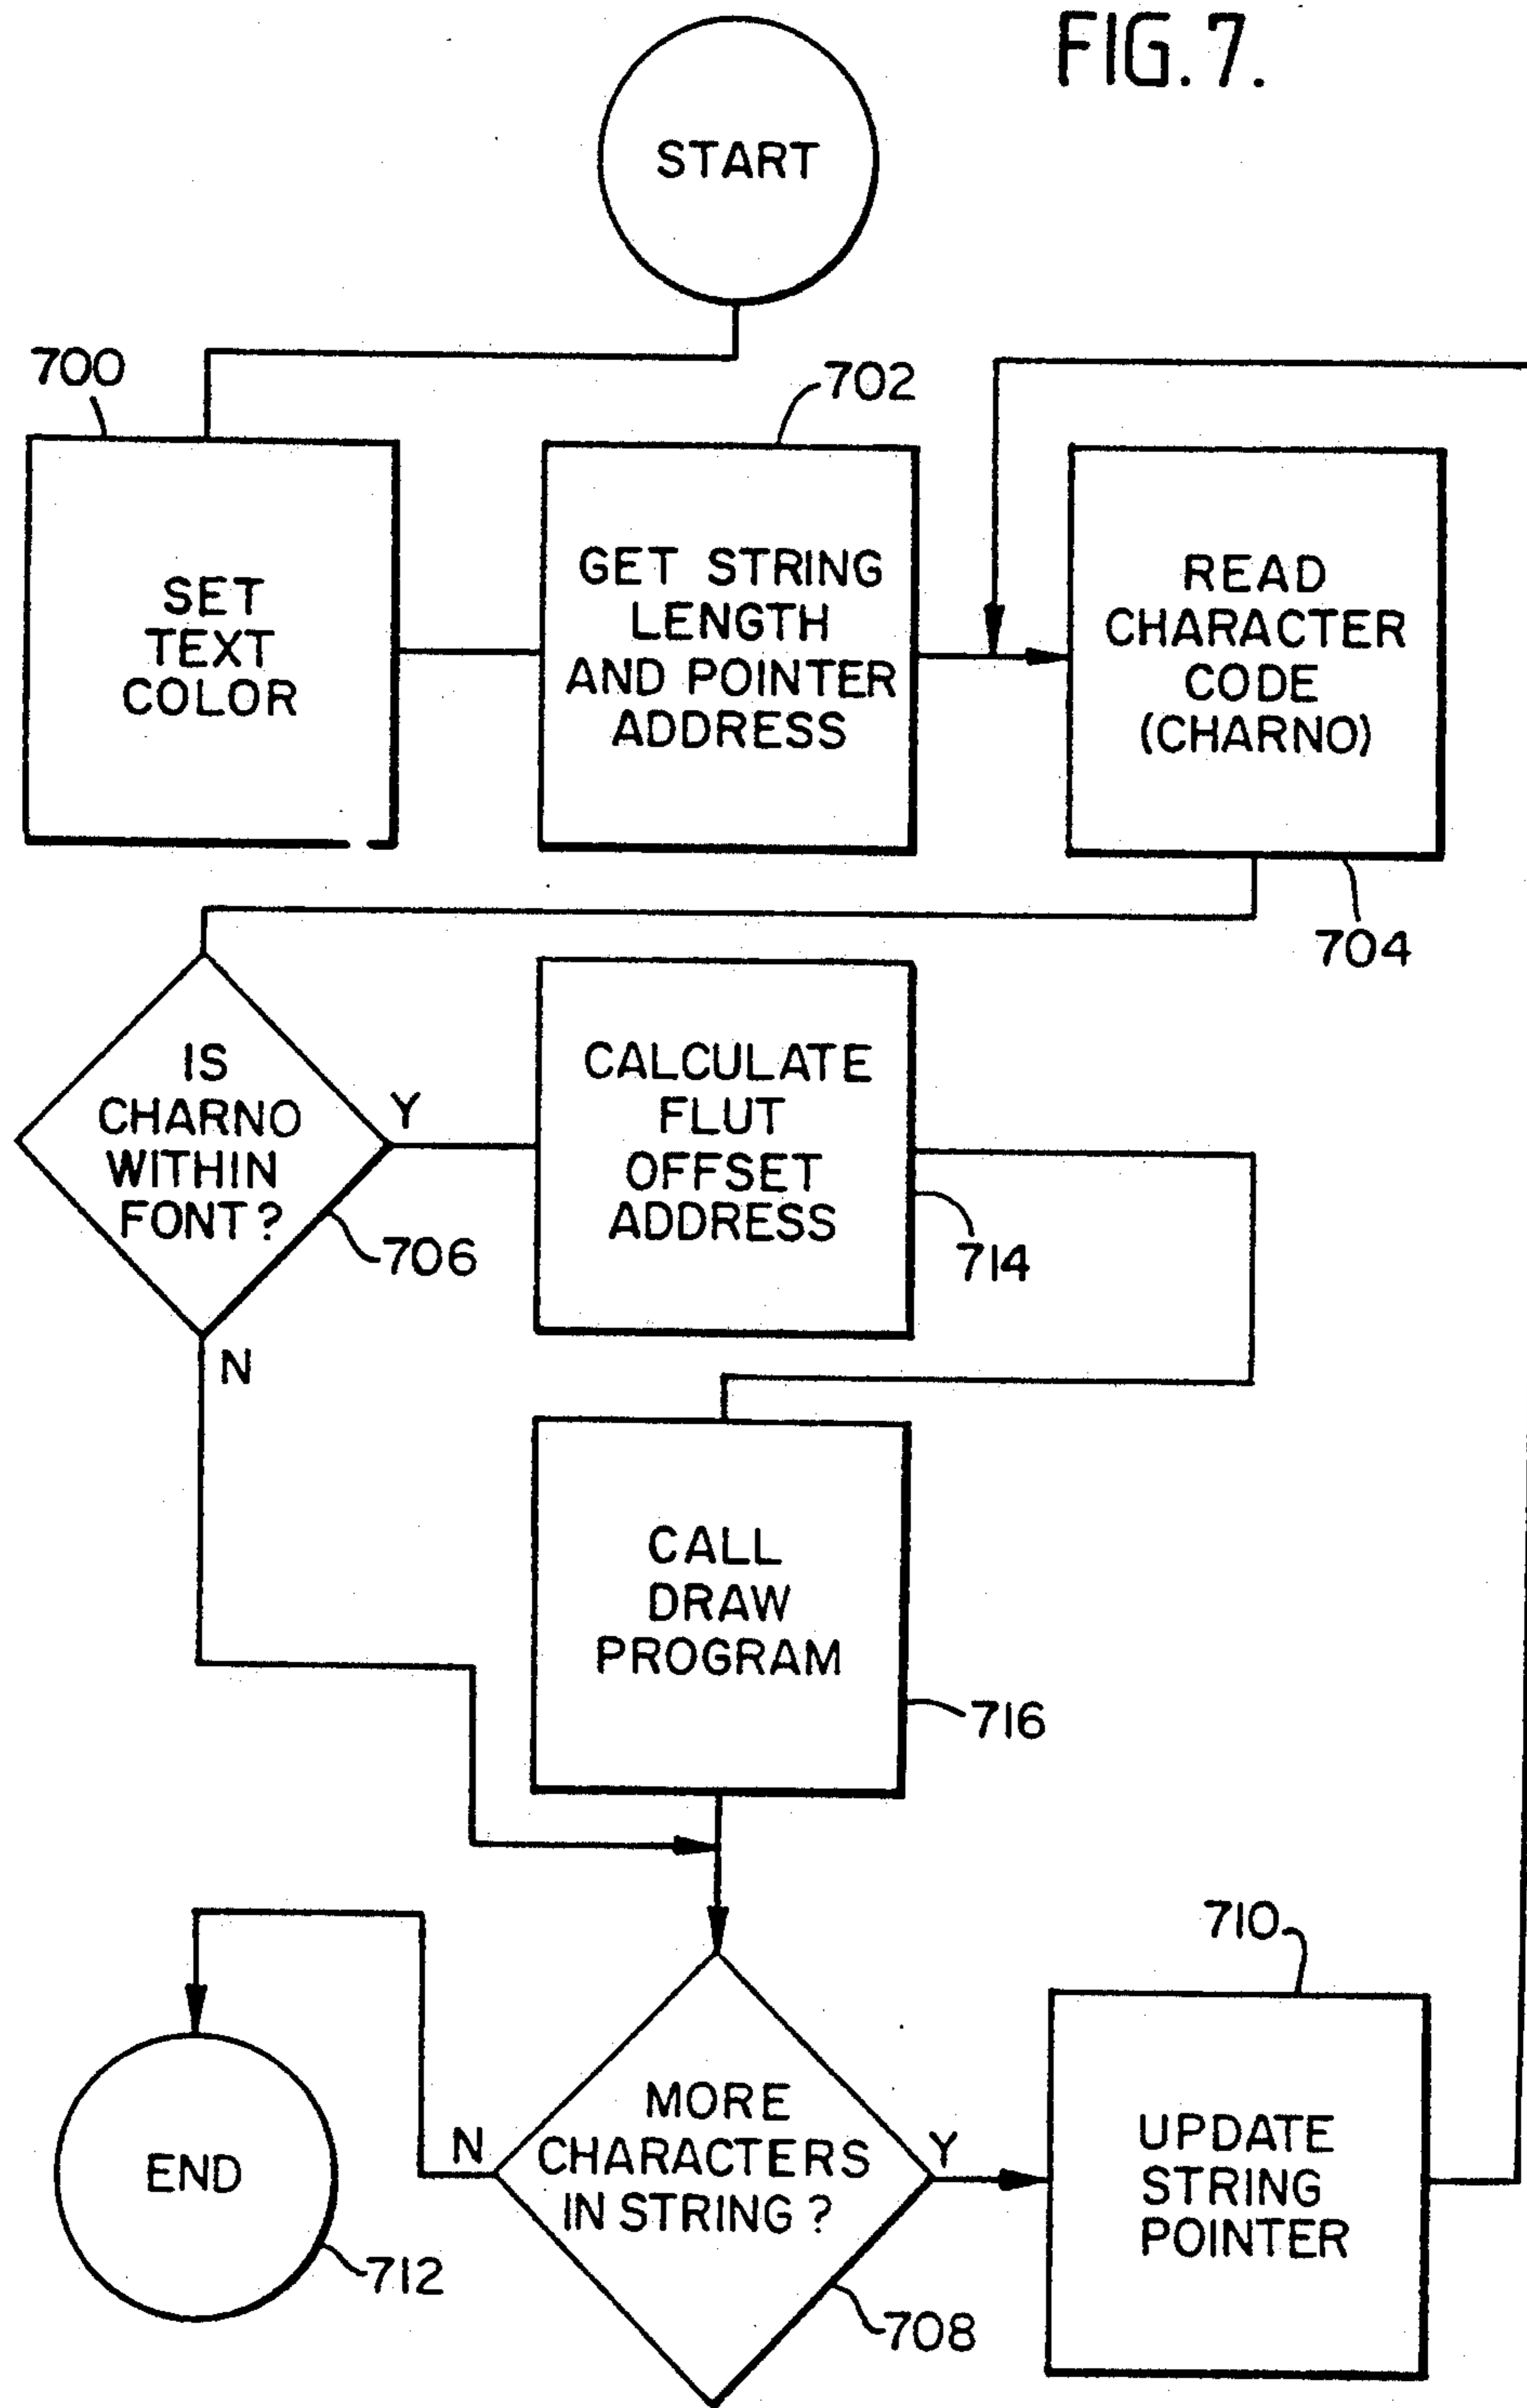 FIG. 7.
START
700
702
SET
TEXT
COLOR
GET STRING
LENGTH
AND POINTER
ADDRESS
READ
CHARACTER
CODE
(CHARNO)
704
IS
CHARNO
WITHIN
FONT?
Y
706
N
CALCULATE
FLUT
OFFSET
ADDRESS
714
CALL
DRAW
PROGRAM
716
710
END
712
N
MORE
CHARACTERS
IN STRING?
Y
708
UPDATE
STRING
POINTER